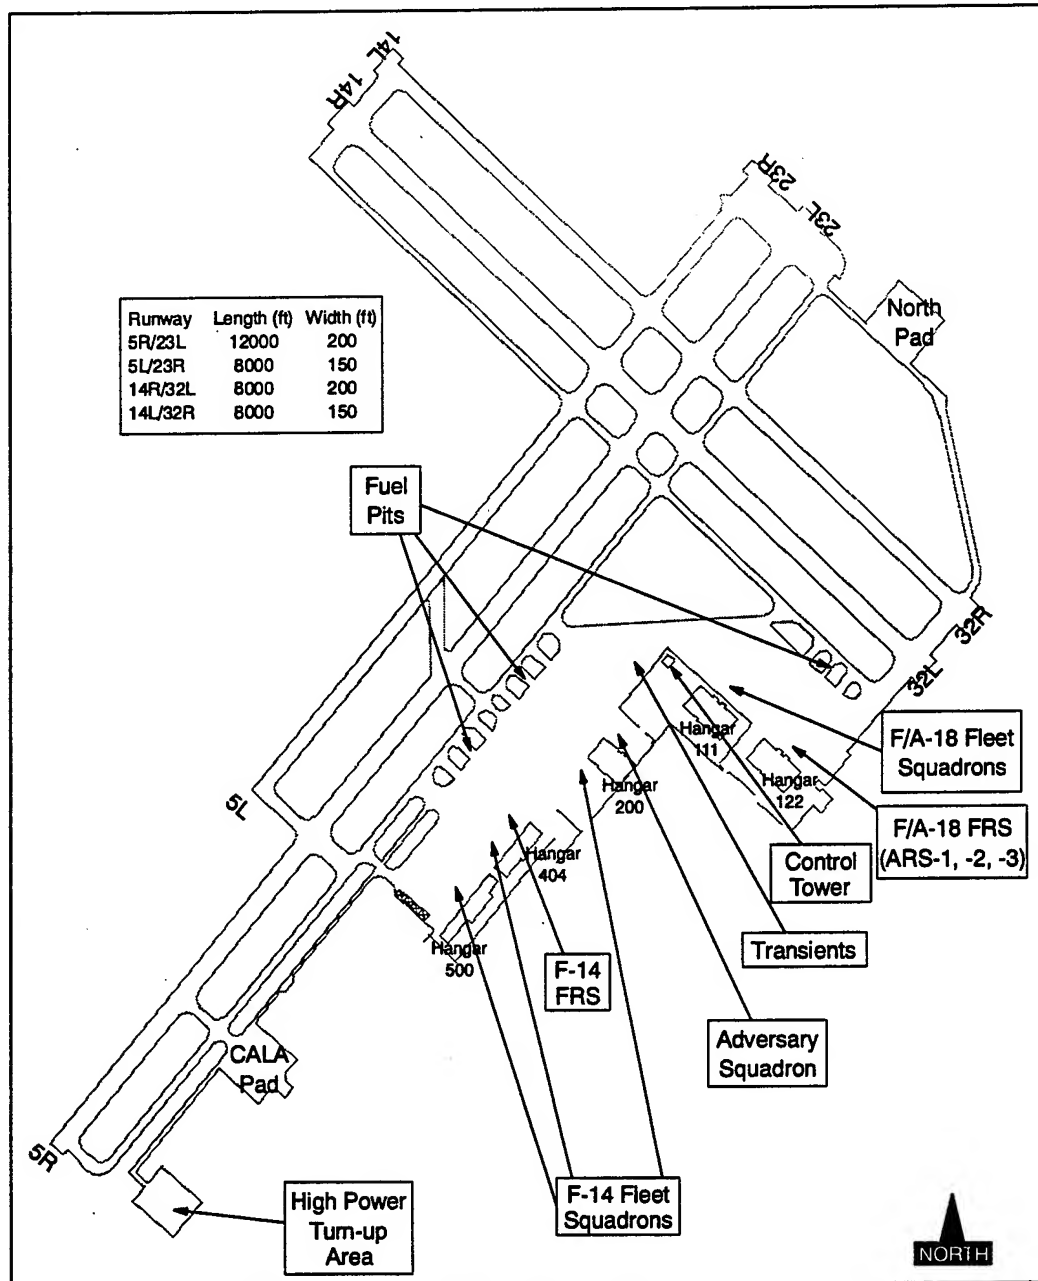 14L
14R
23R
23L
North
Pad
Runway Length (ft) Width (ft)
5R/23L 12000 200
5L/23R 8000 150
14R/32L 8000 200
14L/32R 8000 150
Fuel
Pits
32R
32L
F/A-18 Fleet
Squadrons
Hangar
111
Hangar
122
Hangar
200
5L
F/A-18 FRS
(ARS-1, -2, -3)
Control
Tower
Hangar
404
Transients
Hangar
500
F-14
FRS
Adversary
Squadron
CALA
Pad
5R
F-14 Fleet
Squadrons
High Power
Turn-up
Area
NORTH